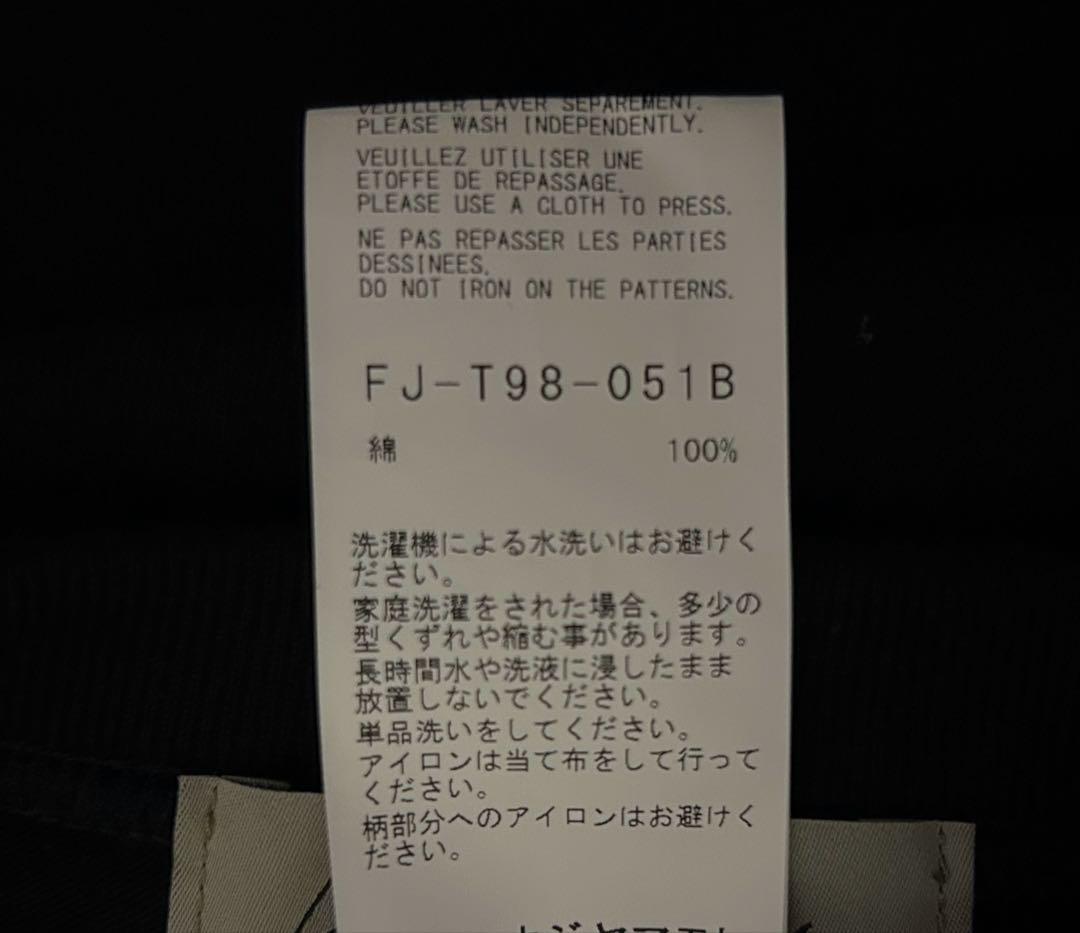 VEUILLER LAVER SEPAREMENT.
PLEASE WASH INDEPENDENTLY.
VEUILLEZ UTILISER UNE
ETOFFE DE REPASSAGE.
PLEASE USE A CLOTH TO PRESS.
NE PAS REPASSER LES PARTIES
DESSINEES.
DO NOT IRON ON THE PATTERNS.
FJ-T98-051B
綿 100%
洗濯機による水洗いはお避けく
ださい。
家庭洗濯をされた場合、多少の
型くずれや縮む事があります。
長時間水や洗液に浸したまま
放置しないでください。
単品洗いをしてください。
アイロンは当て布をして行って
ください。
柄部分へのアイロンはお避けく
ださい。